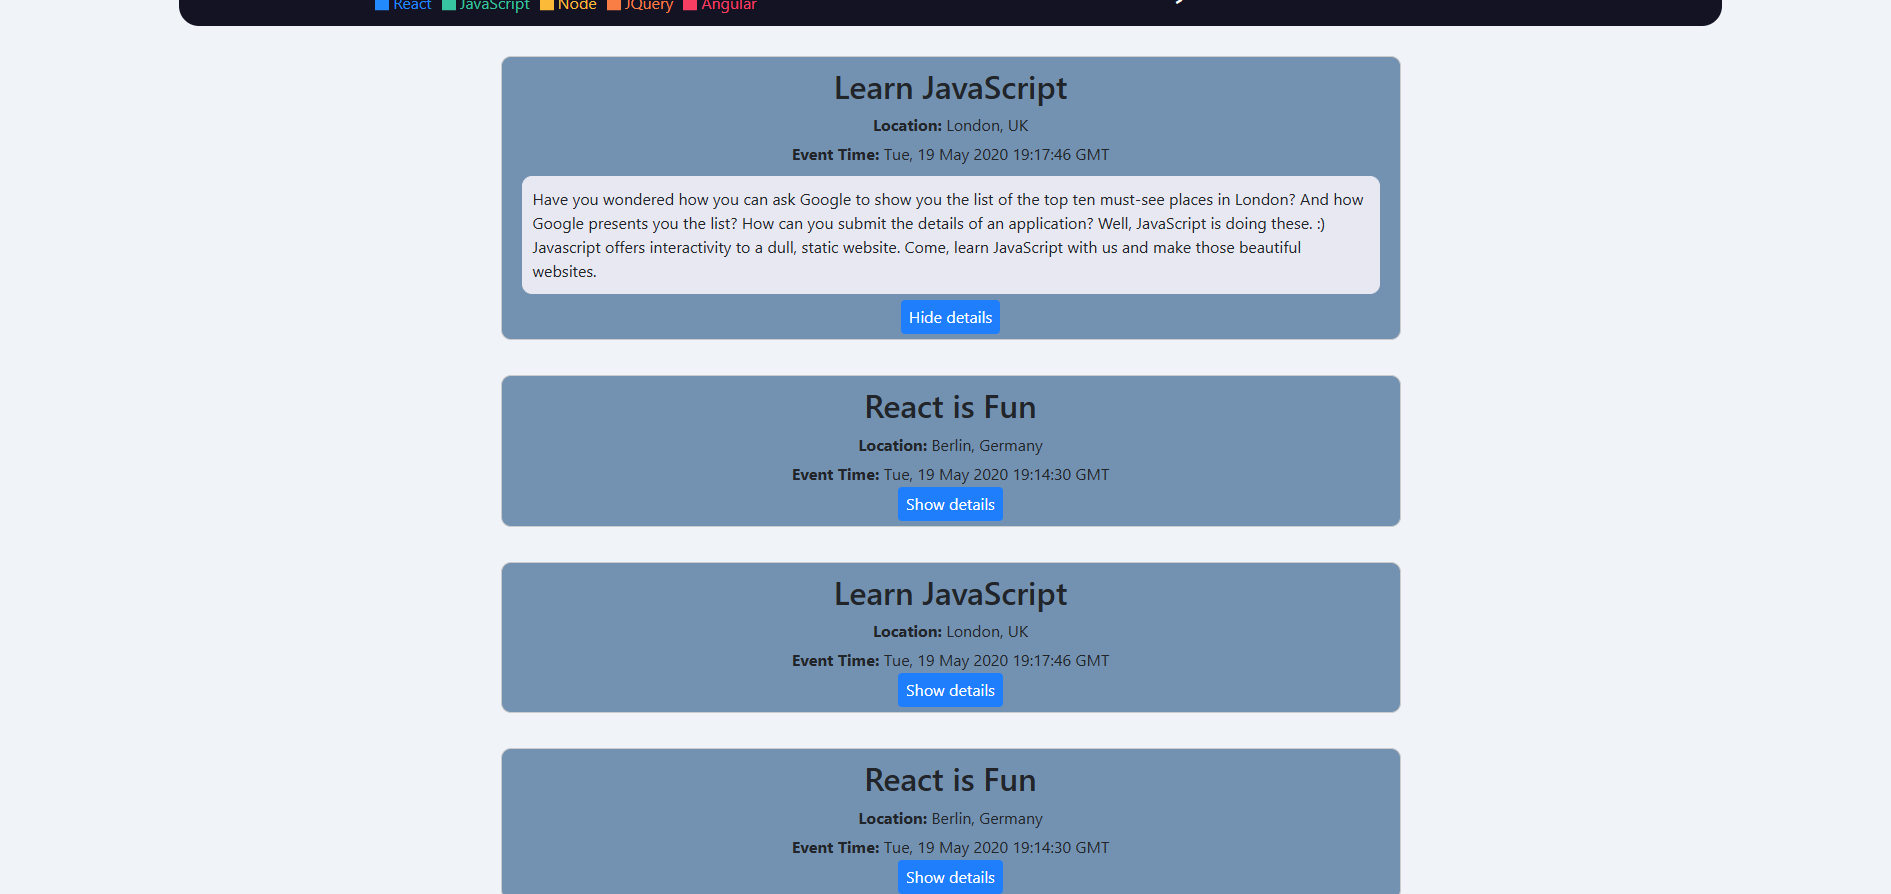 React JavaScript Node JQuery Angular
Learn JavaScript
Location: London, UK
Event Time: Tue, 19 May 2020 19:17:46 GMT
Have you wondered how you can ask Google to show you the list of the top ten must-see places in London? And how
Google presents you the list? How can you submit the details of an application? Well, JavaScript is doing these. :)
Javascript offers interactivity to a dull, static website. Come, learn JavaScript with us and make those beautiful
websites.
Hide details
React is Fun
Location: Berlin, Germany
Event Time: Tue, 19 May 2020 19:14:30 GMT
Show details
Learn JavaScript
Location: London, UK
Event Time: Tue, 19 May 2020 19:17:46 GMT
Show details
React is Fun
Location: Berlin, Germany
Event Time: Tue, 19 May 2020 19:14:30 GMT
Show details